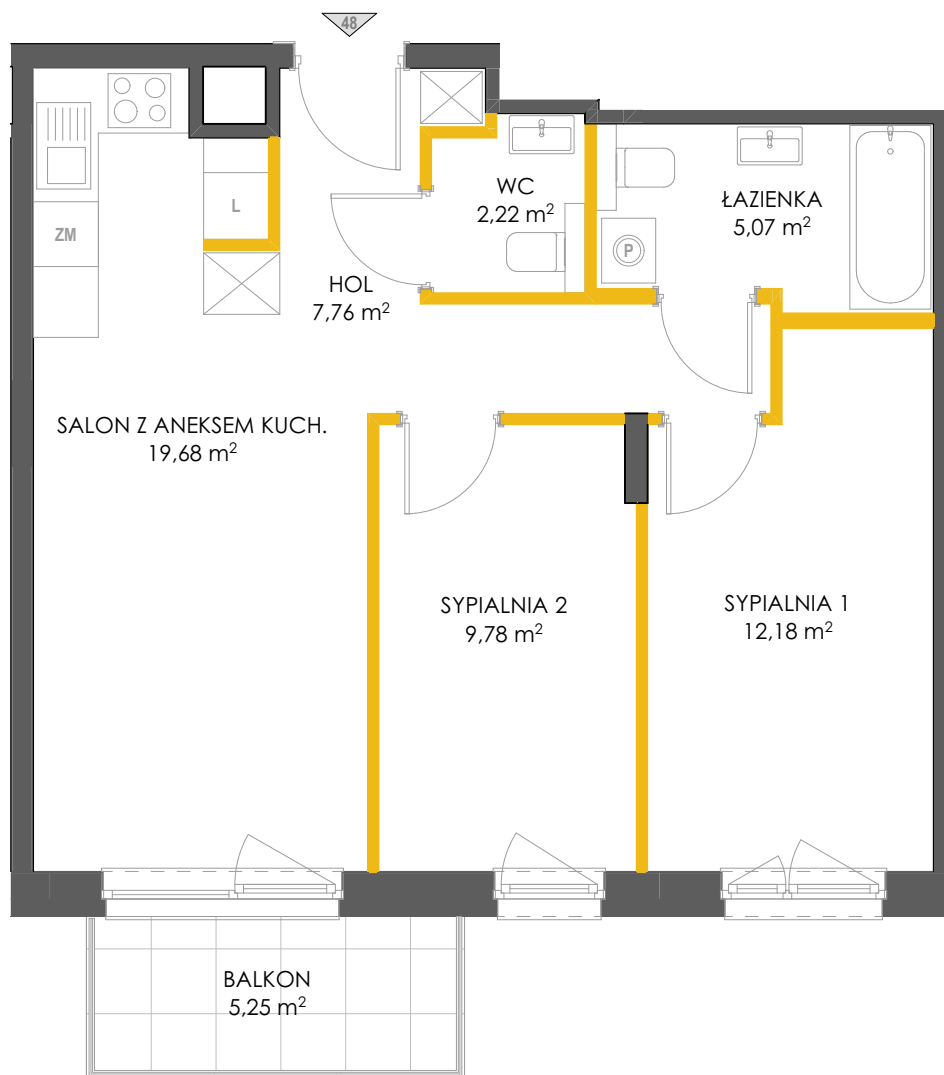 48
WC
2,22 m²
ŁAZIENKA
5,07 m²
L
ZM
P
HOL
7,76 m²
SALON Z ANEKSEM KUCH.
19,68 m²
SYPIALNIA 2
9,78 m²
SYPIALNIA 1
12,18 m²
BALKON
5,25 m²